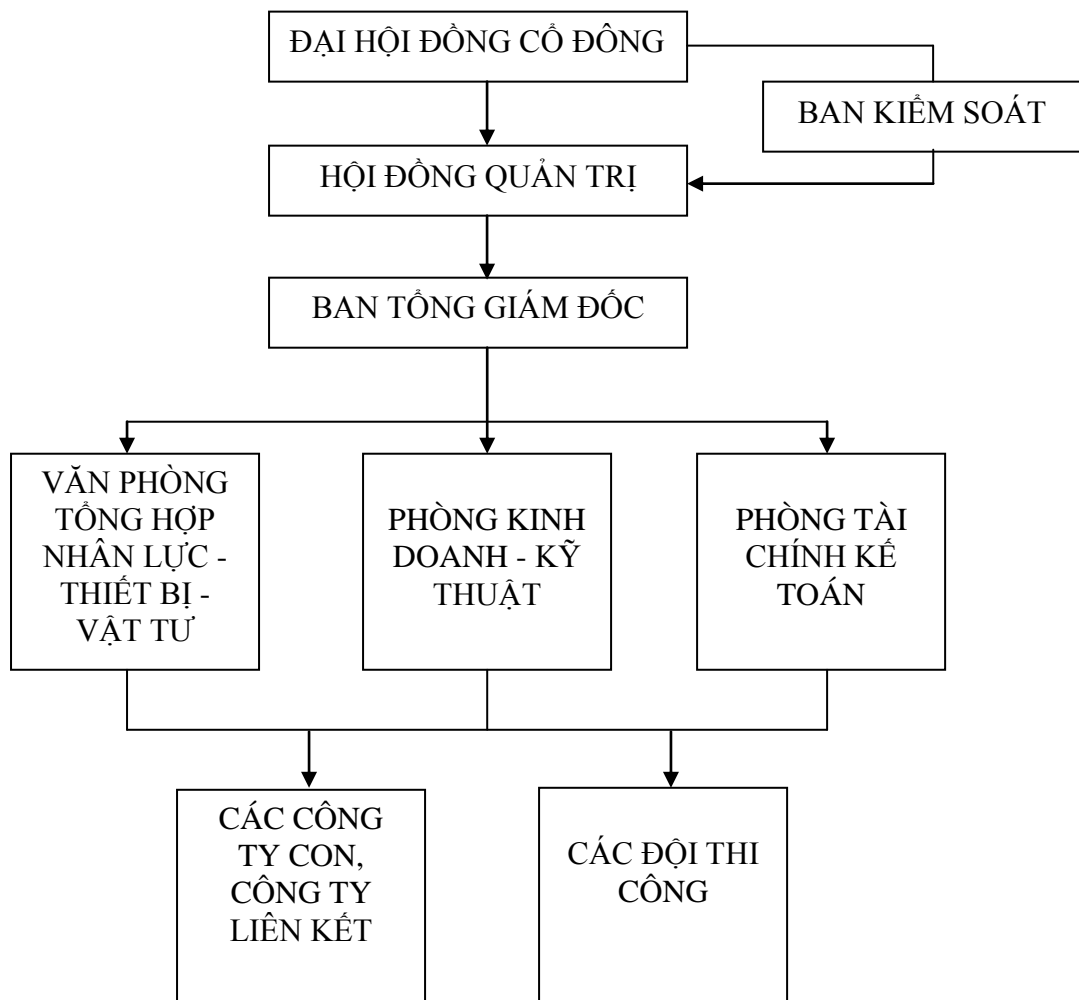 ĐẠI HỘI ĐỒNG CỔ ĐÔNG
BAN KIỂM SOÁT
HỘI ĐỒNG QUẢN TRỊ
BAN TỔNG GIÁM ĐỐC
VĂN PHÒNG
TỔNG HỢP
NHÂN LỰC -
THIẾT BỊ -
VẬT TƯ
PHÒNG KINH
DOANH - KỸ
THUẬT
PHÒNG TÀI
CHÍNH KẾ
TOÁN
CÁC CÔNG
TY CON,
CÔNG TY
LIÊN KẾT
CÁC ĐỘI THI
CÔNG